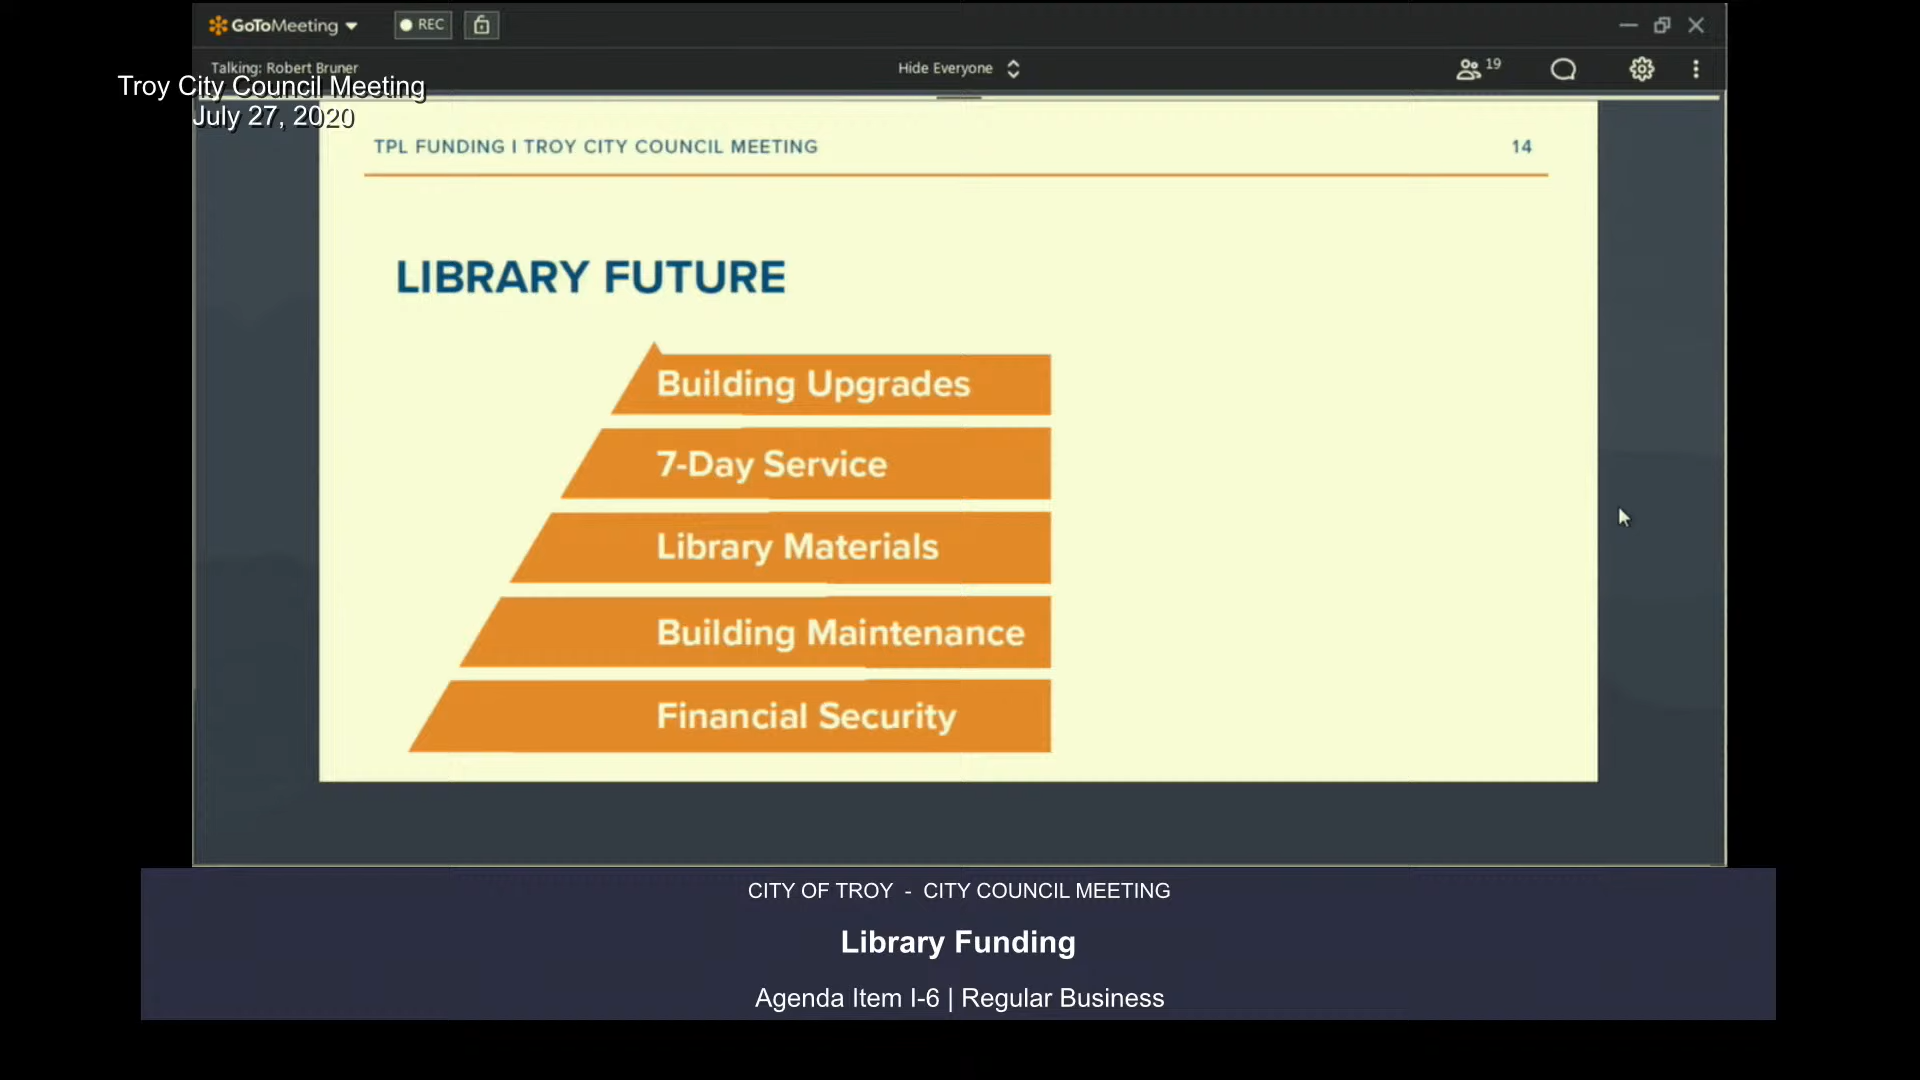 GoToMeeting
REC
Talking: Robert Bruner
Hide Everyone
19
Troy City Council Meeting
July 27, 2020
TPL FUNDING I TROY CITY COUNCIL MEETING
14
LIBRARY FUTURE
Building Upgrades
7-Day Service
Library Materials
Building Maintenance
Financial Security
CITY OF TROY - CITY COUNCIL MEETING
Library Funding
Agenda Item I-6 | Regular Business